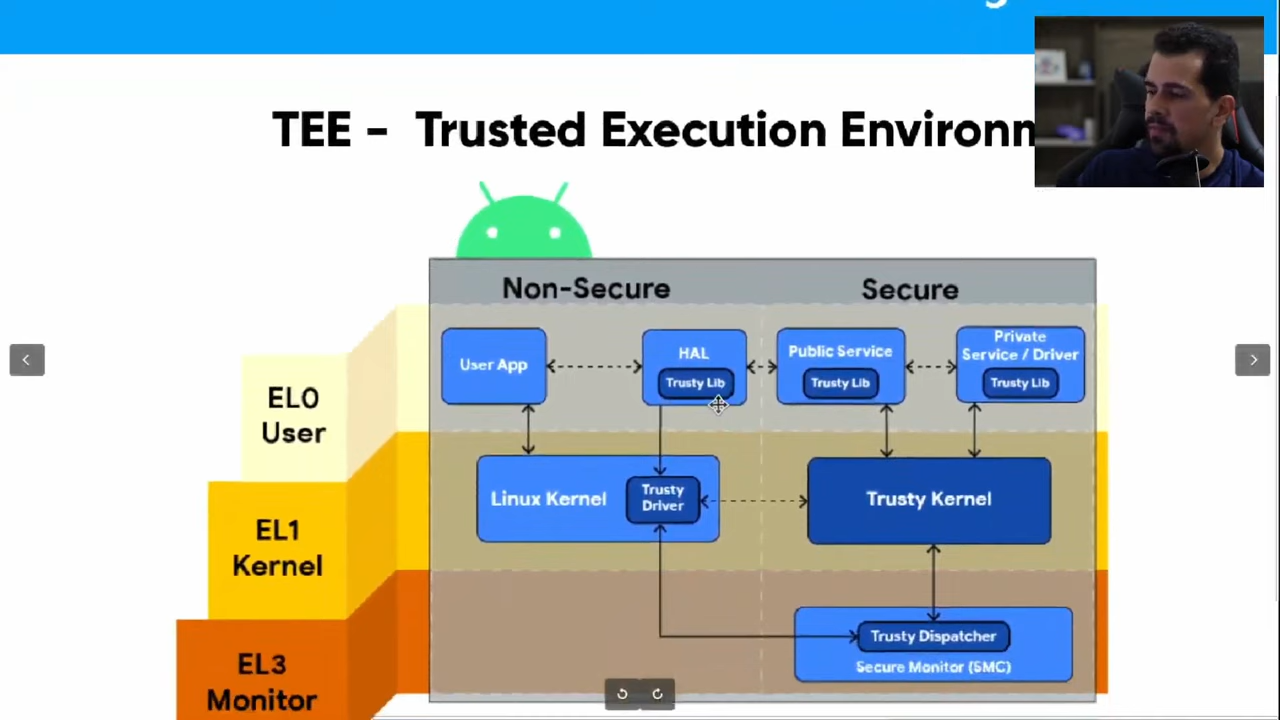 TEE - Trusted Execution Environm
Non-Secure
Secure
User App
HAL
Trusty Lib
Public Service
Trusty Lib
Private
Service / Driver
Trusty Lib
EL0
User
Linux Kernel
Trusty
Driver
Trusty Kernel
EL1
Kernel
Trusty Dispatcher
Secure Monitor (SMC)
EL3
Monitor